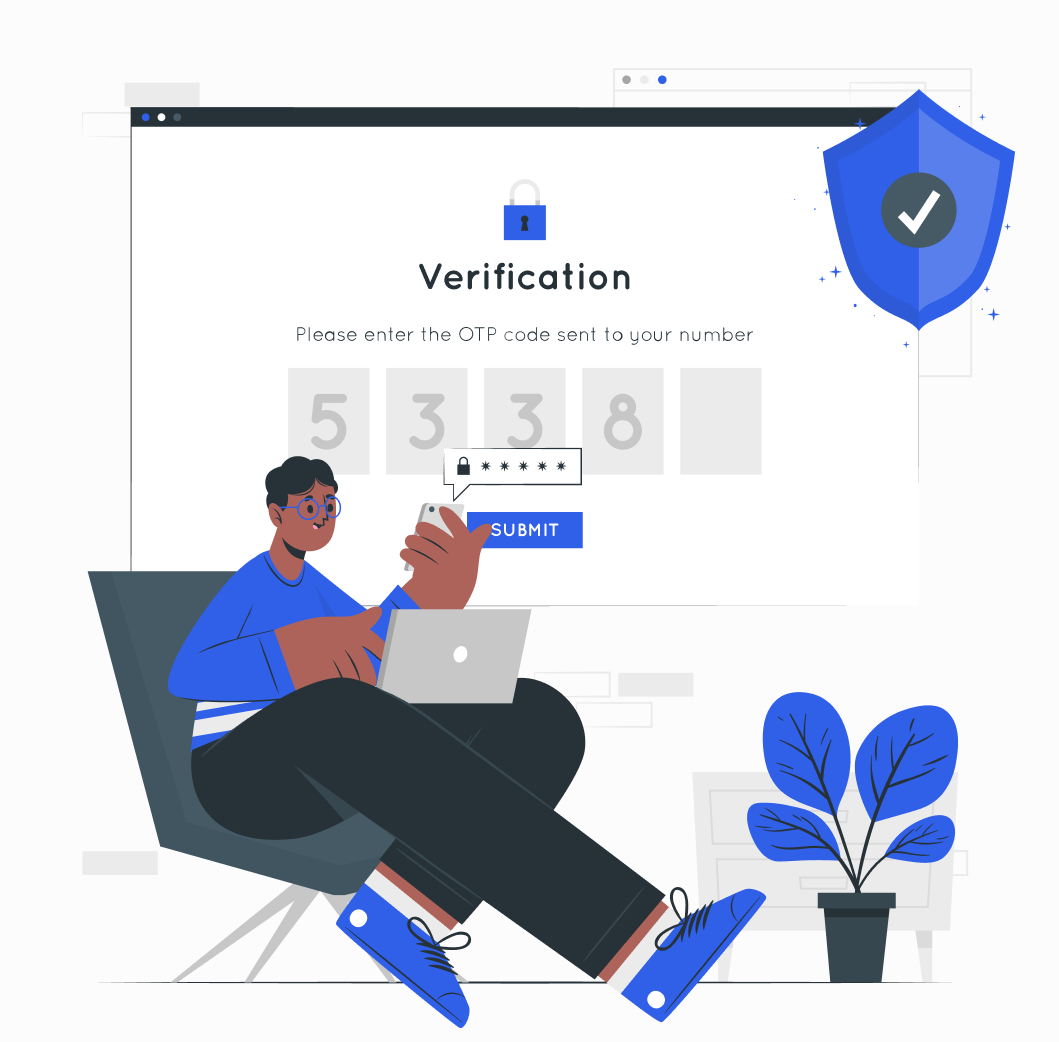 Verification
Please enter the OTP code sent to your number
5 3 3 8
* * * * *
SUBMIT